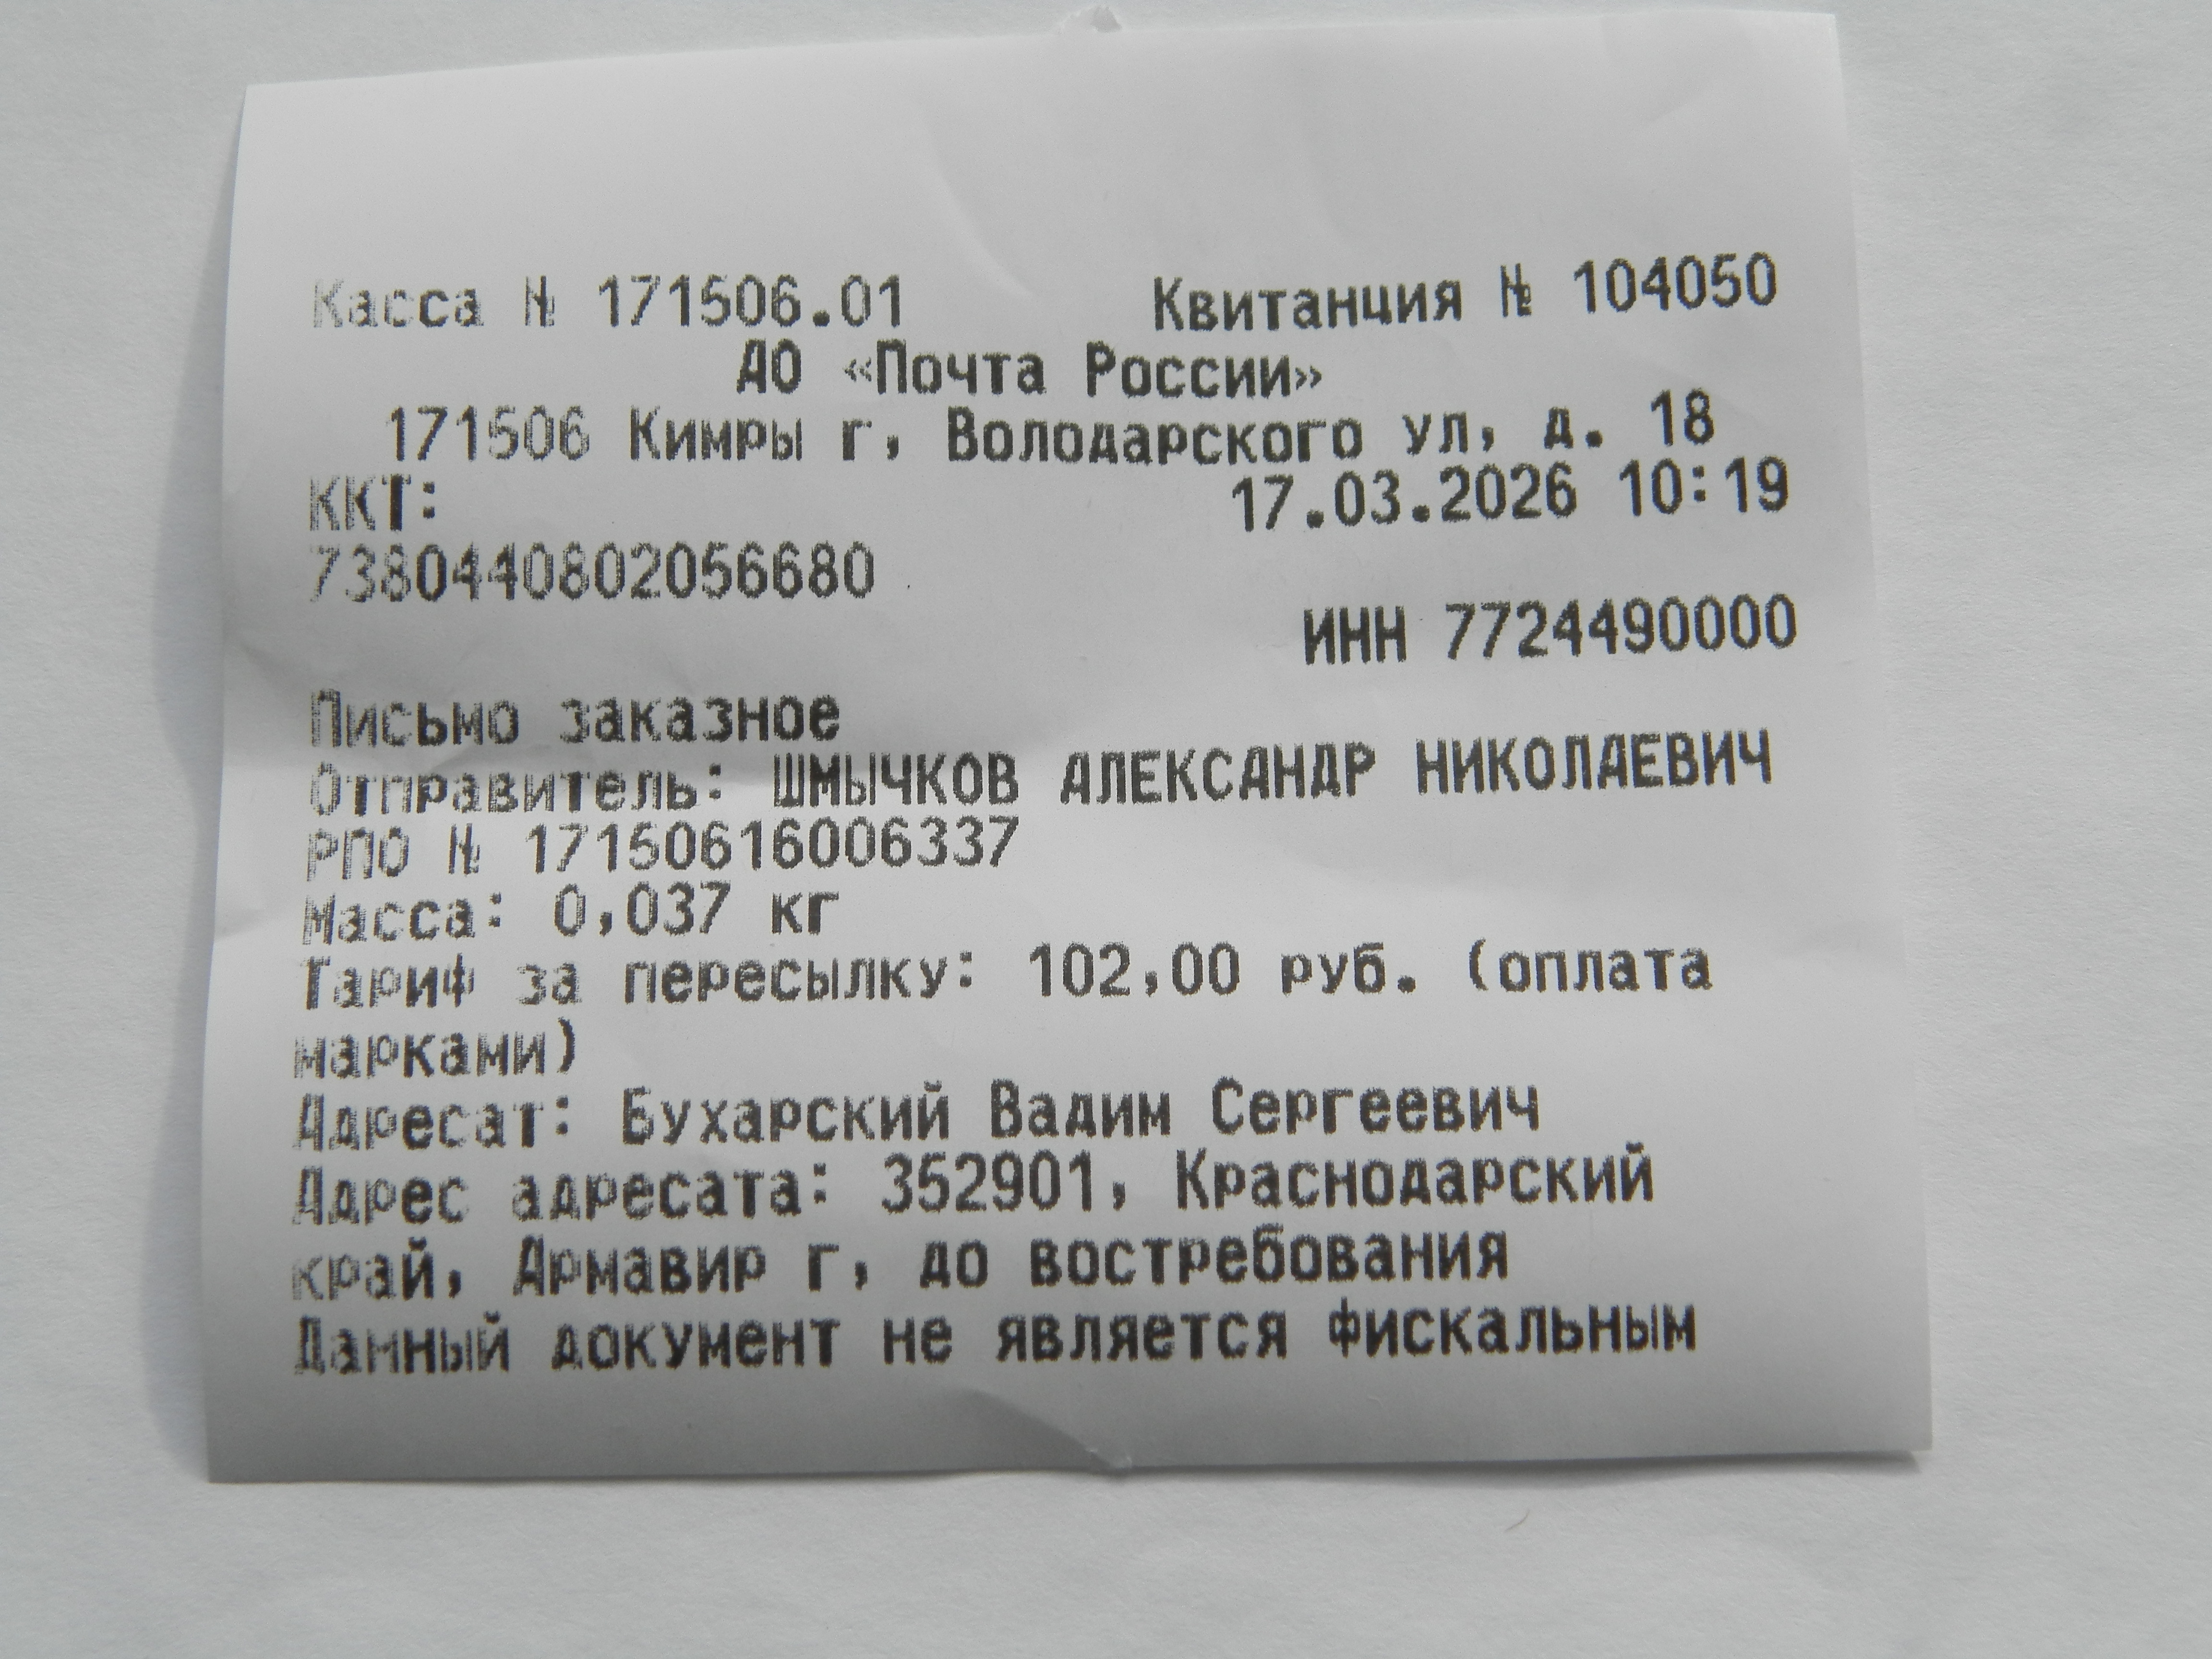 Касса № 171506.01 Квитанция № 104050
АО «Почта России»
171506 Кимры г, Володарского ул, д. 18
ККТ: 17.03.2026 10:19
7380440802056680
ИНН 7724490000
Письмо заказное
Отправитель: ШМЫЧКОВ АЛЕКСАНДР НИКОЛАЕВИЧ
РПО № 17150616006337
Масса: 0,037 кг
Тариф за пересылку: 102,00 руб. (оплата
марками)
Адресат: Бухарский Вадим Сергеевич
Адрес адресата: 352901, Краснодарский
край, Армавир г, до востребования
Данный документ не является фискальным